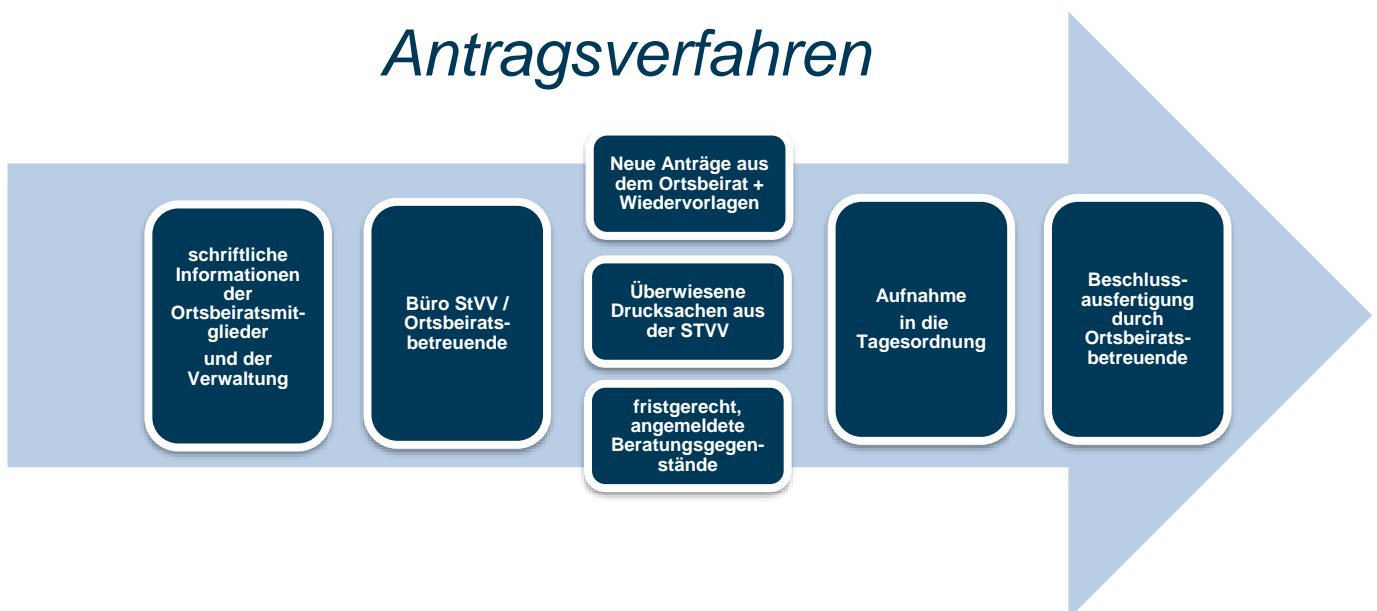 Antragsverfahren
schriftliche
Informationen
der
Ortsbeiratsmit-
glieder
und der
Verwaltung
Büro StVV /
Ortsbeirats-
betreuende
Neue Anträge aus
dem Ortsbeirat +
Wiedervorlagen
Überwiesene
Drucksachen aus
der STVV
fristgerecht,
angemeldete
Beratungsgegen-
stände
Aufnahme
in die
Tagesordnung
Beschluss-
ausfertigung
durch
Ortsbeirats-
betreuende